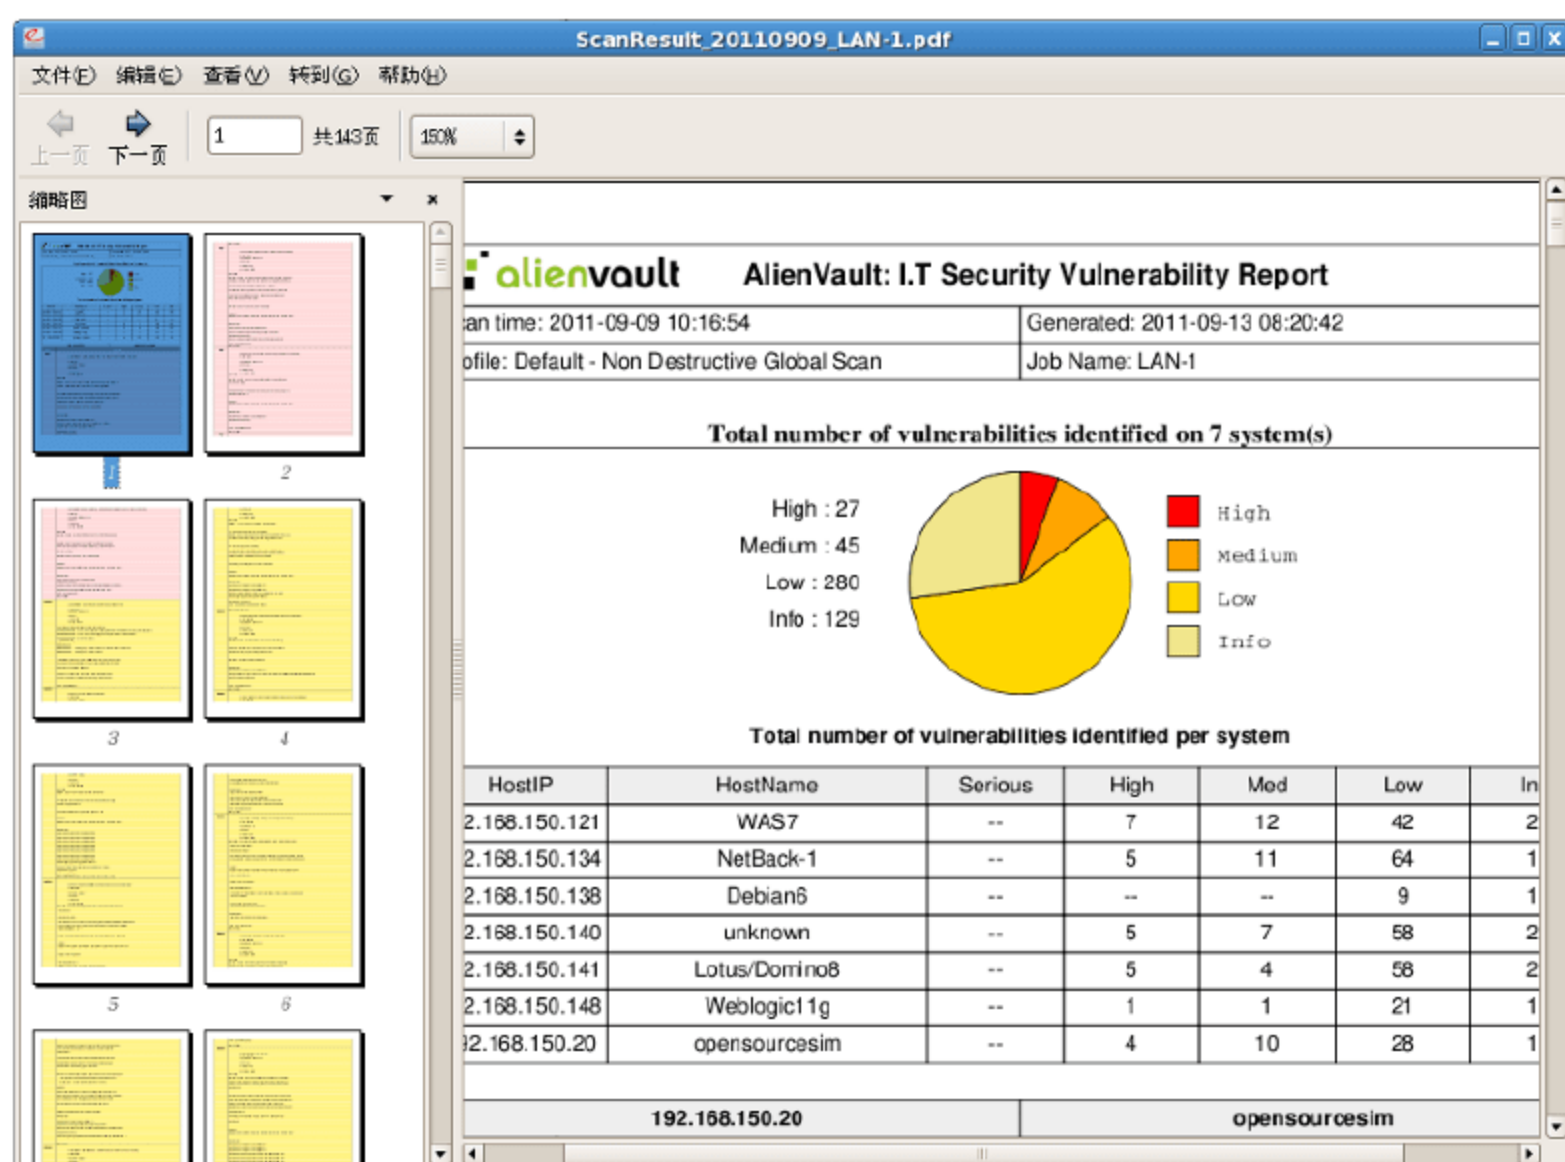 ScanResult_20110909_LAN-1.pdf
文件(F) 编辑(E) 查看(V) 转到(G) 帮助(H)
上一页 下一页 1 共143页 150%
缩略图
1
2
3
4
5
6
alienvault AlienVault: I.T Security Vulnerability Report
an time: 2011-09-09 10:16:54 Generated: 2011-09-13 08:20:42
ofile: Default - Non Destructive Global Scan Job Name: LAN-1
Total number of vulnerabilities identified on 7 system(s)
High : 27
Medium : 45
Low : 280
Info : 129
High
Medium
Low
Info
Total number of vulnerabilities identified per system
HostIP HostName Serious High Med Low In
2.168.150.121 WAS7 -- 7 12 42 2
2.168.150.134 NetBack-1 -- 5 11 64 1
2.168.150.138 Debian6 -- -- -- 9 1
2.168.150.140 unknown -- 5 7 58 2
2.168.150.141 Lotus/Domino8 -- 5 4 58 2
2.168.150.148 Weblogic11g -- 1 1 21 1
92.168.150.20 opensourcesim -- 4 10 28 1
192.168.150.20 opensourcesim